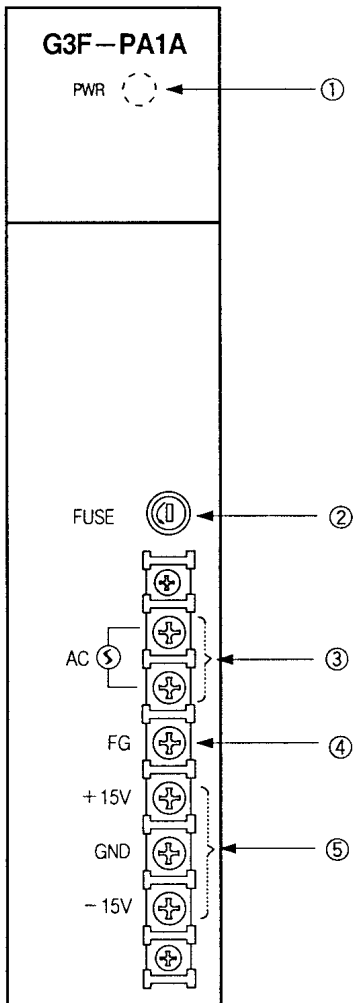 G3F-PA1A
PWR ①
FUSE ②
AC ③
FG ④
+15V
GND ⑤
-15V